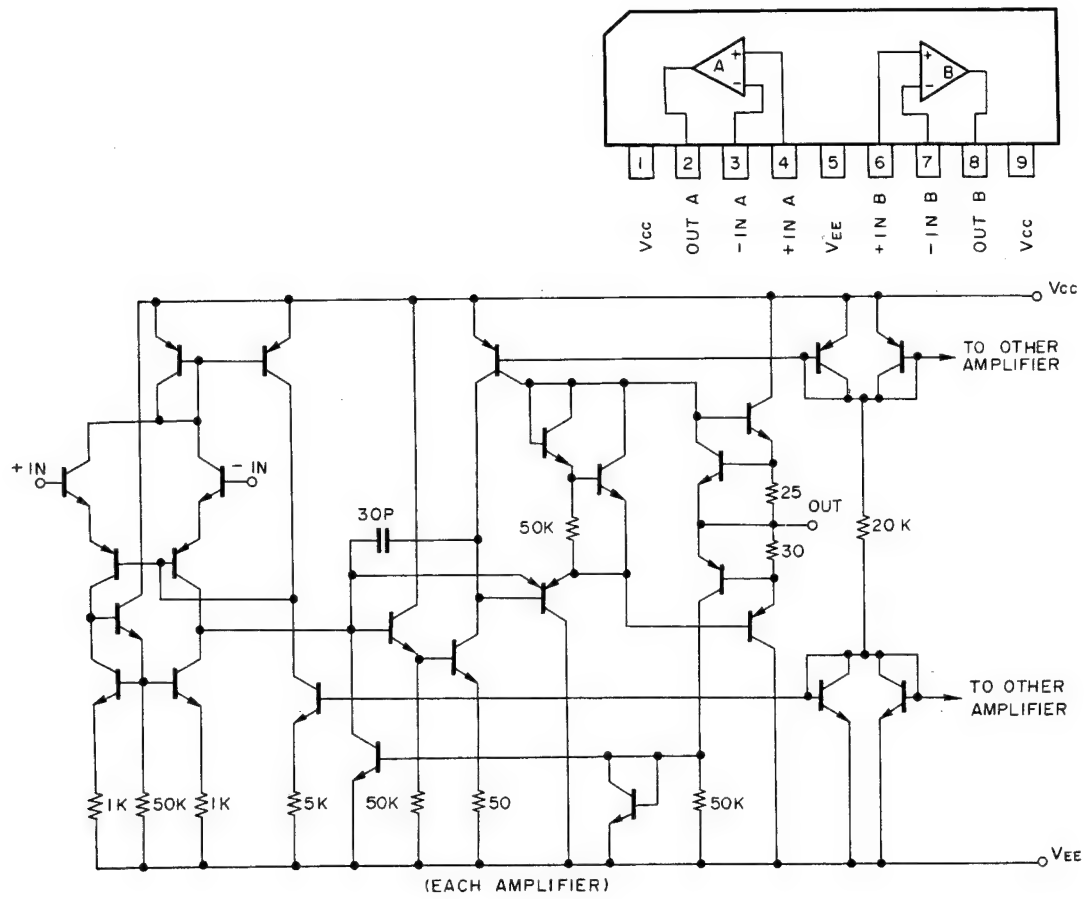 A
+
-
+
-
B
1 2 3 4 5 6 7 8 9
Vcc
OUT A
-IN A
+IN A
VEE
+IN B
-IN B
OUT B
Vcc
Vcc
TO OTHER
AMPLIFIER
+ IN
- IN
25
OUT
30P
50K
20K
30
TO OTHER
AMPLIFIER
1K
50K
1K
5K
50K
50
50K
VEE
(EACH AMPLIFIER)